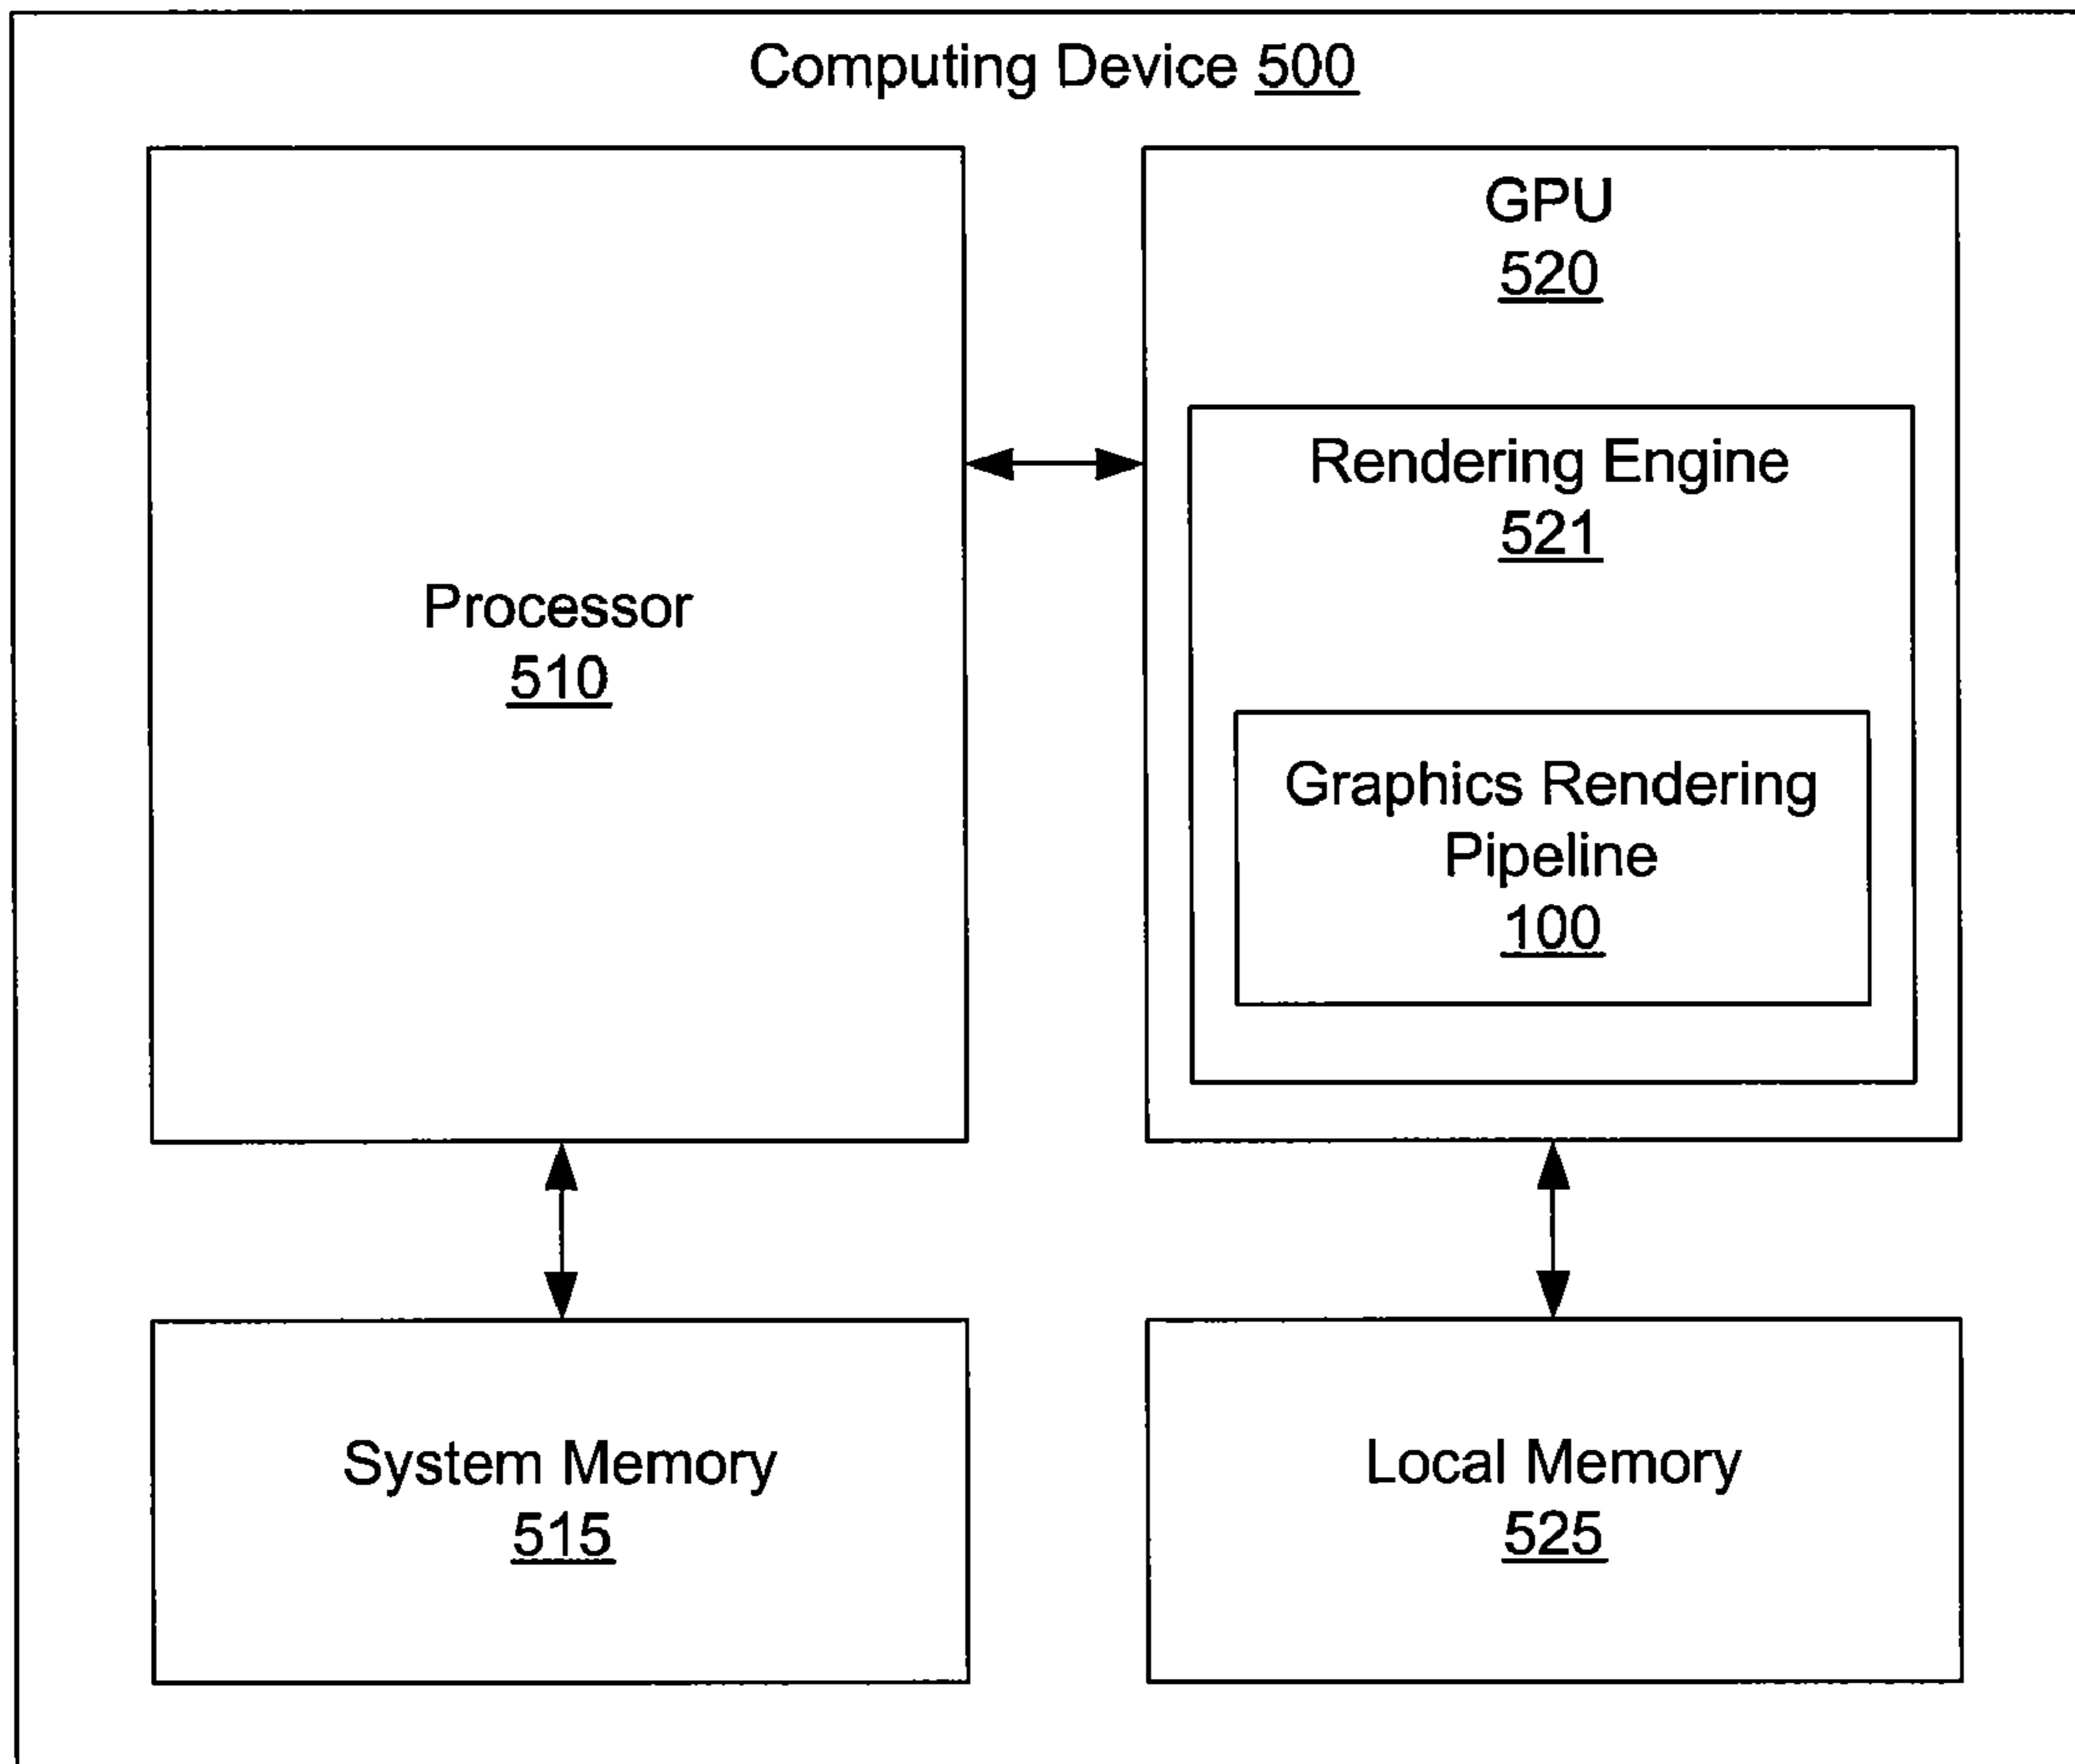 Computing Device 500
GPU
520
Rendering Engine
521
Processor
510
Graphics Rendering
Pipeline
100
System Memory
515
Local Memory
525